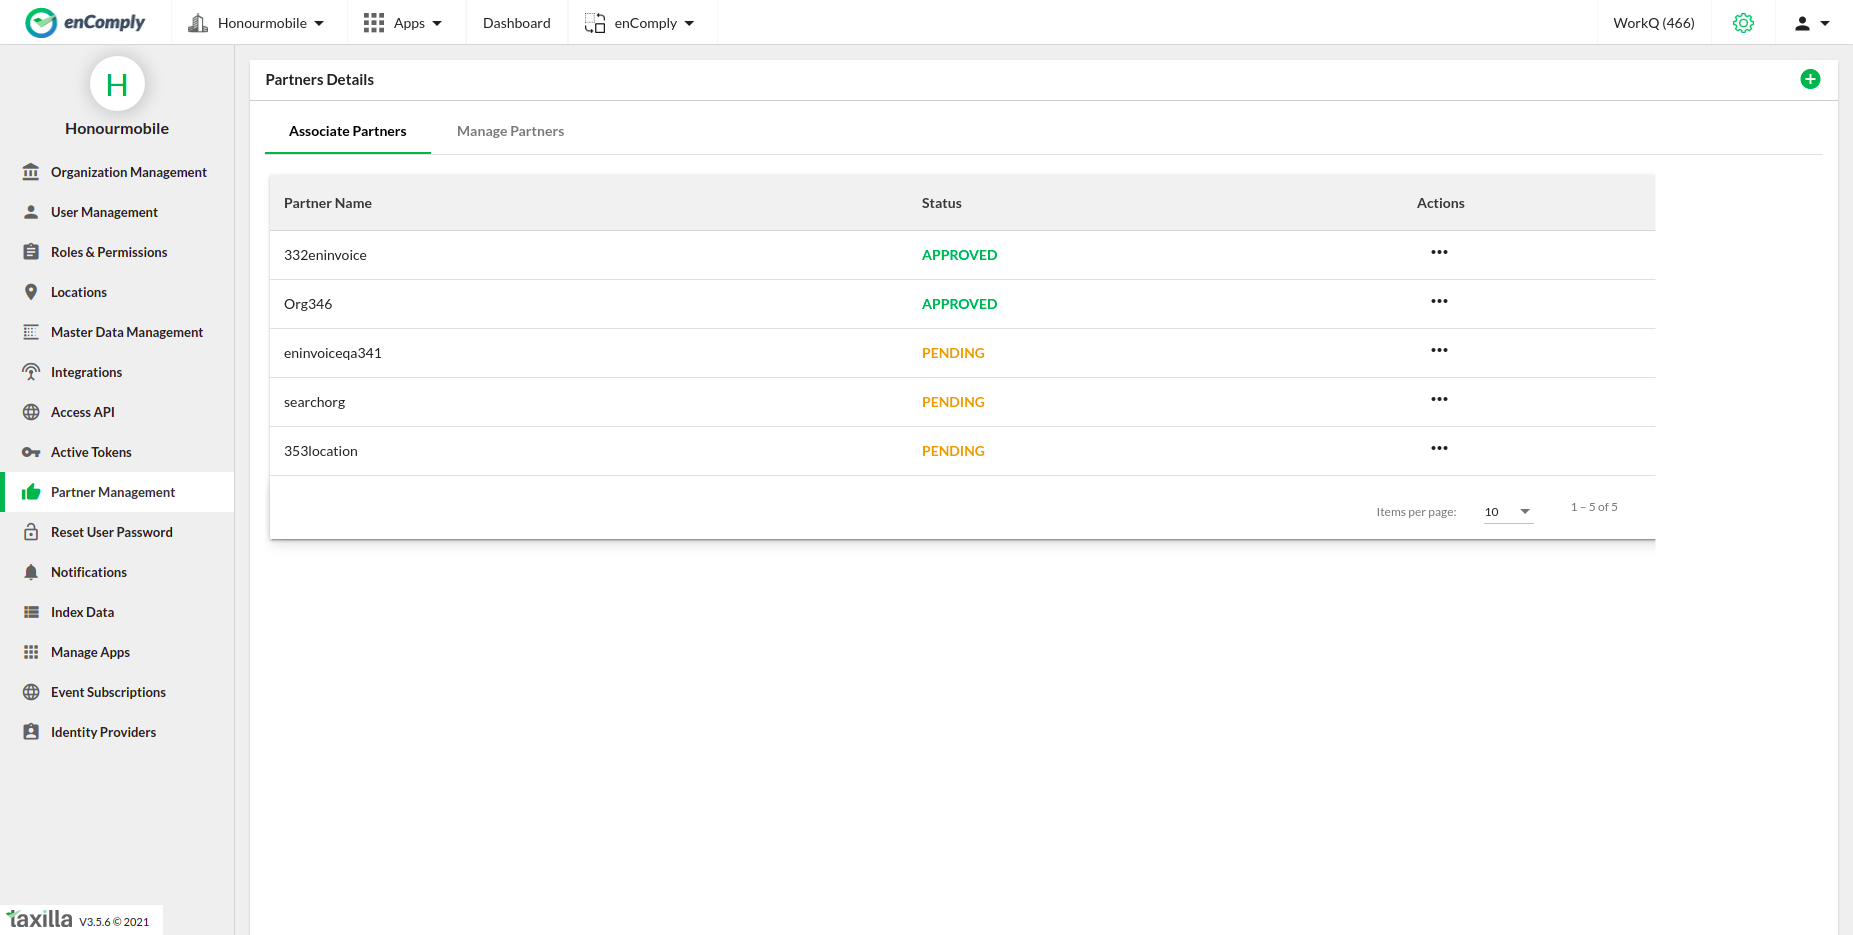 enComply
Honourmobile
Apps
Dashboard
enComply
WorkQ (466)
H
Honourmobile
Organization Management
User Management
Roles & Permissions
Locations
Master Data Management
Integrations
Access API
Active Tokens
Partner Management
Reset User Password
Notifications
Index Data
Manage Apps
Event Subscriptions
Identity Providers
taxilla V3.5.6 © 2021
Partners Details
Associate Partners
Manage Partners
Partner Name Status Actions
332eninvoice APPROVED
Org346 APPROVED
eninvoiceqa341 PENDING
searchorg PENDING
353location PENDING
Items per page: 10 1 – 5 of 5